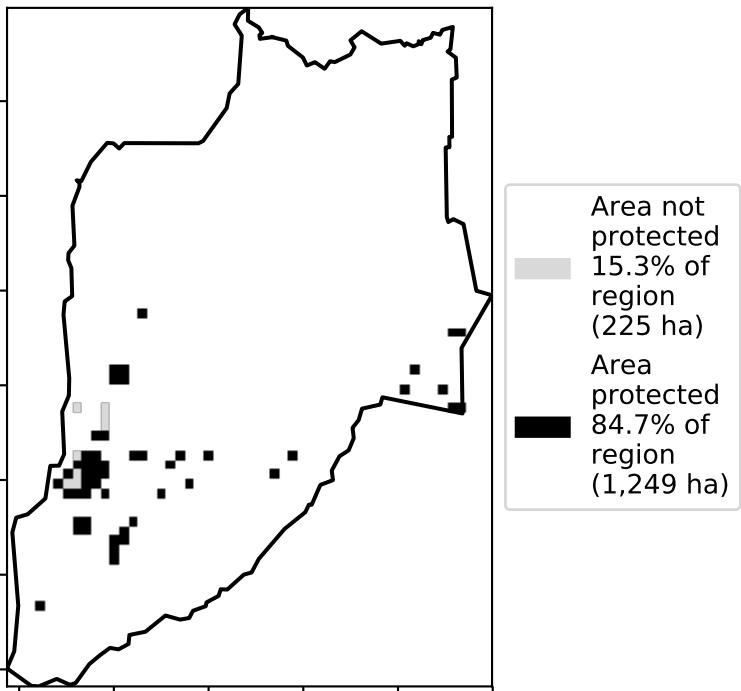 Area not
protected
15.3% of
region
(225 ha)
Area
protected
84.7% of
region
(1,249 ha)